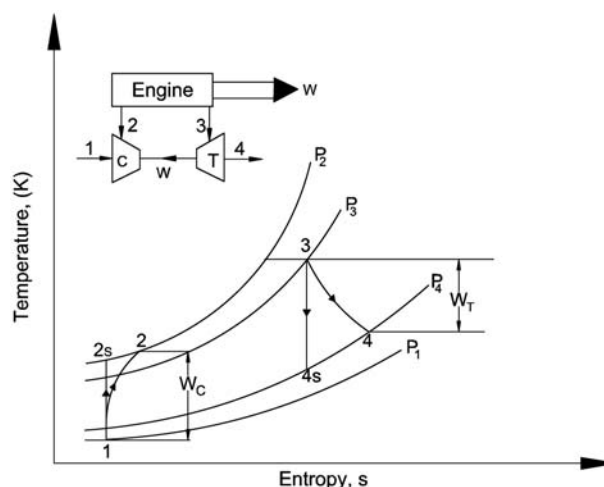 Engine
W
2
3
1
C
W
T
4
P2
P3
3
P4
WT
2s
2
4
WC
4s
P1
1
Temperature, (K)
Entropy, s